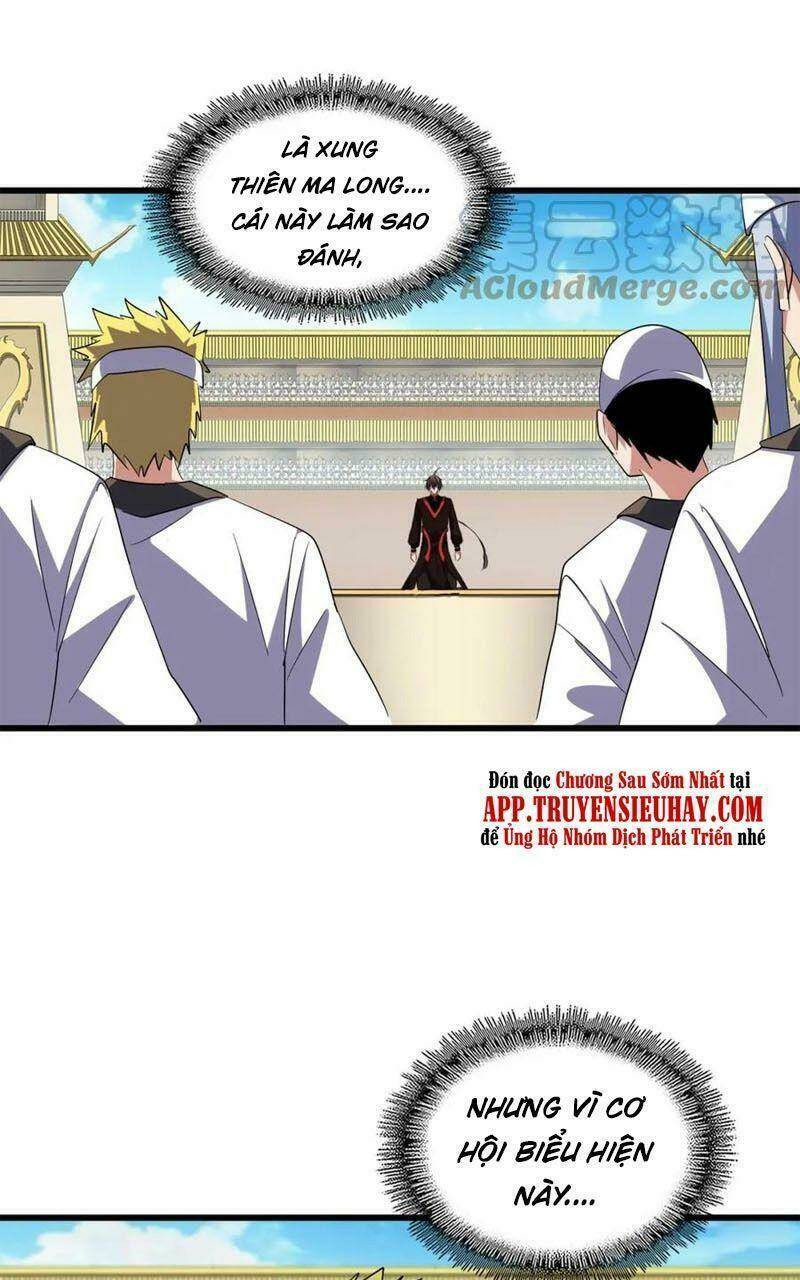 LÀ XUNG
THIÊN MA LONG....
CÁI NÀY LÀM SAO
ĐÁNH,
ACloudMerge.com
Đón đọc Chương Sau Sớm Nhất tại
APP.TRUYENSIEUHAY.COM
để Ủng Hộ Nhóm Dịch Phát Triển nhé
NHƯNG VÌ CƠ
HỘI BIỂU HIỆN
NÀY....